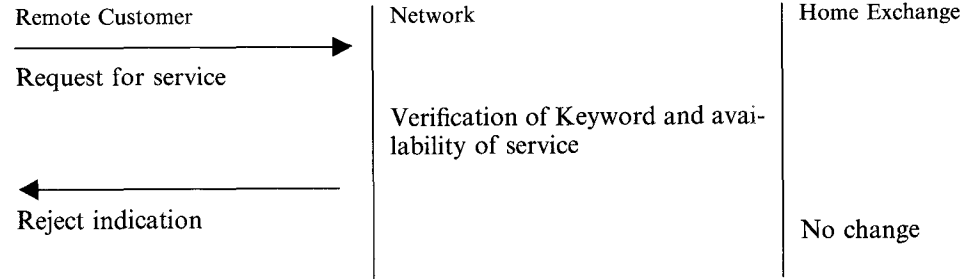 Remote Customer
Network
Home Exchange
Request for service
Verification of Keyword and avai-
lability of service
Reject indication
No change